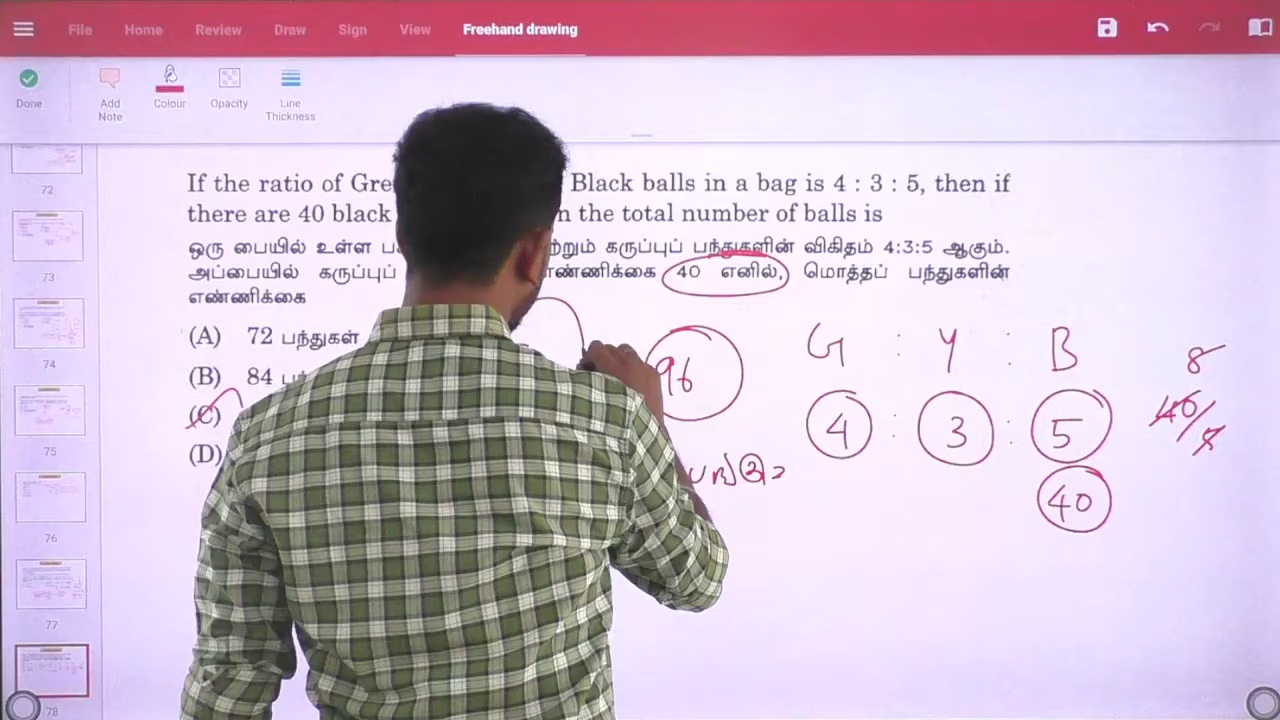 File Home Review Draw Sign View Freehand drawing
Done Add Note Colour Opacity Line Thickness
If the ratio of Gre Black balls in a bag is 4 : 3 : 5, then if
there are 40 black n the total number of balls is
ஒரு பையில் உள்ள ற்றும் கருப்புப் பந்துகளின் விகிதம் 4:3:5 ஆகும்.
அப்பையில் கருப்புப் எண்ணிக்கை 40 எனில், மொத்தப் பந்துகளின்
எண்ணிக்கை
(A) 72 பந்துகள்
(B) 84
(C)
(D)
96
G : Y : B
4 : 3 : 5
40
8
40/5
72
73
74
75
76
77
78